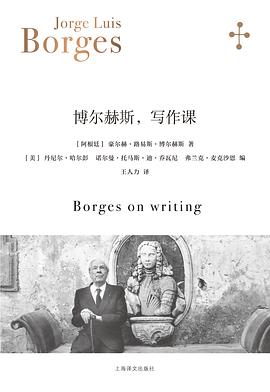 Jorge Luis
Borges
博尔赫斯，写作课
［阿根廷］豪尔赫·路易斯·博尔赫斯 著
［美］丹尼尔·哈尔彭 诺尔曼·托马斯·迪·乔瓦尼 弗兰克·麦克沙恩 编
王人力 译
Borges on writing
上海译文出版社